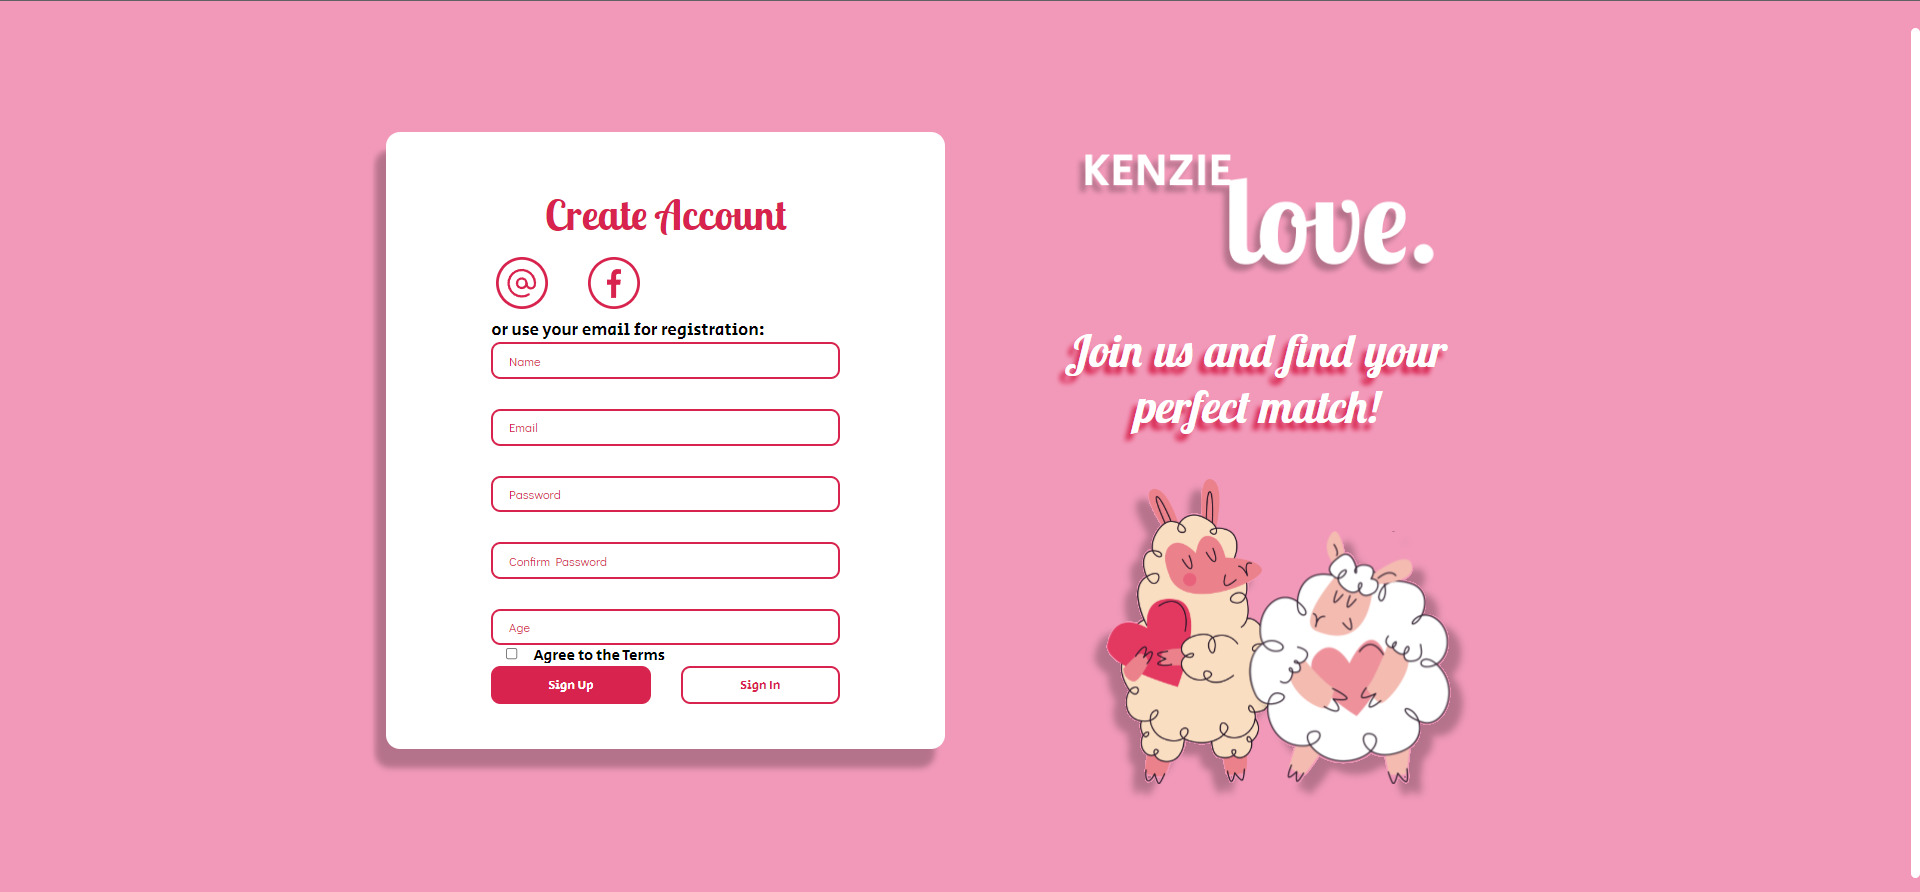 Create Account
or use your email for registration:
Name
Email
Password
Confirm Password
Age
Agree to the Terms
Sign Up
Sign In
KENZIE
love.
Join us and find your
perfect match!